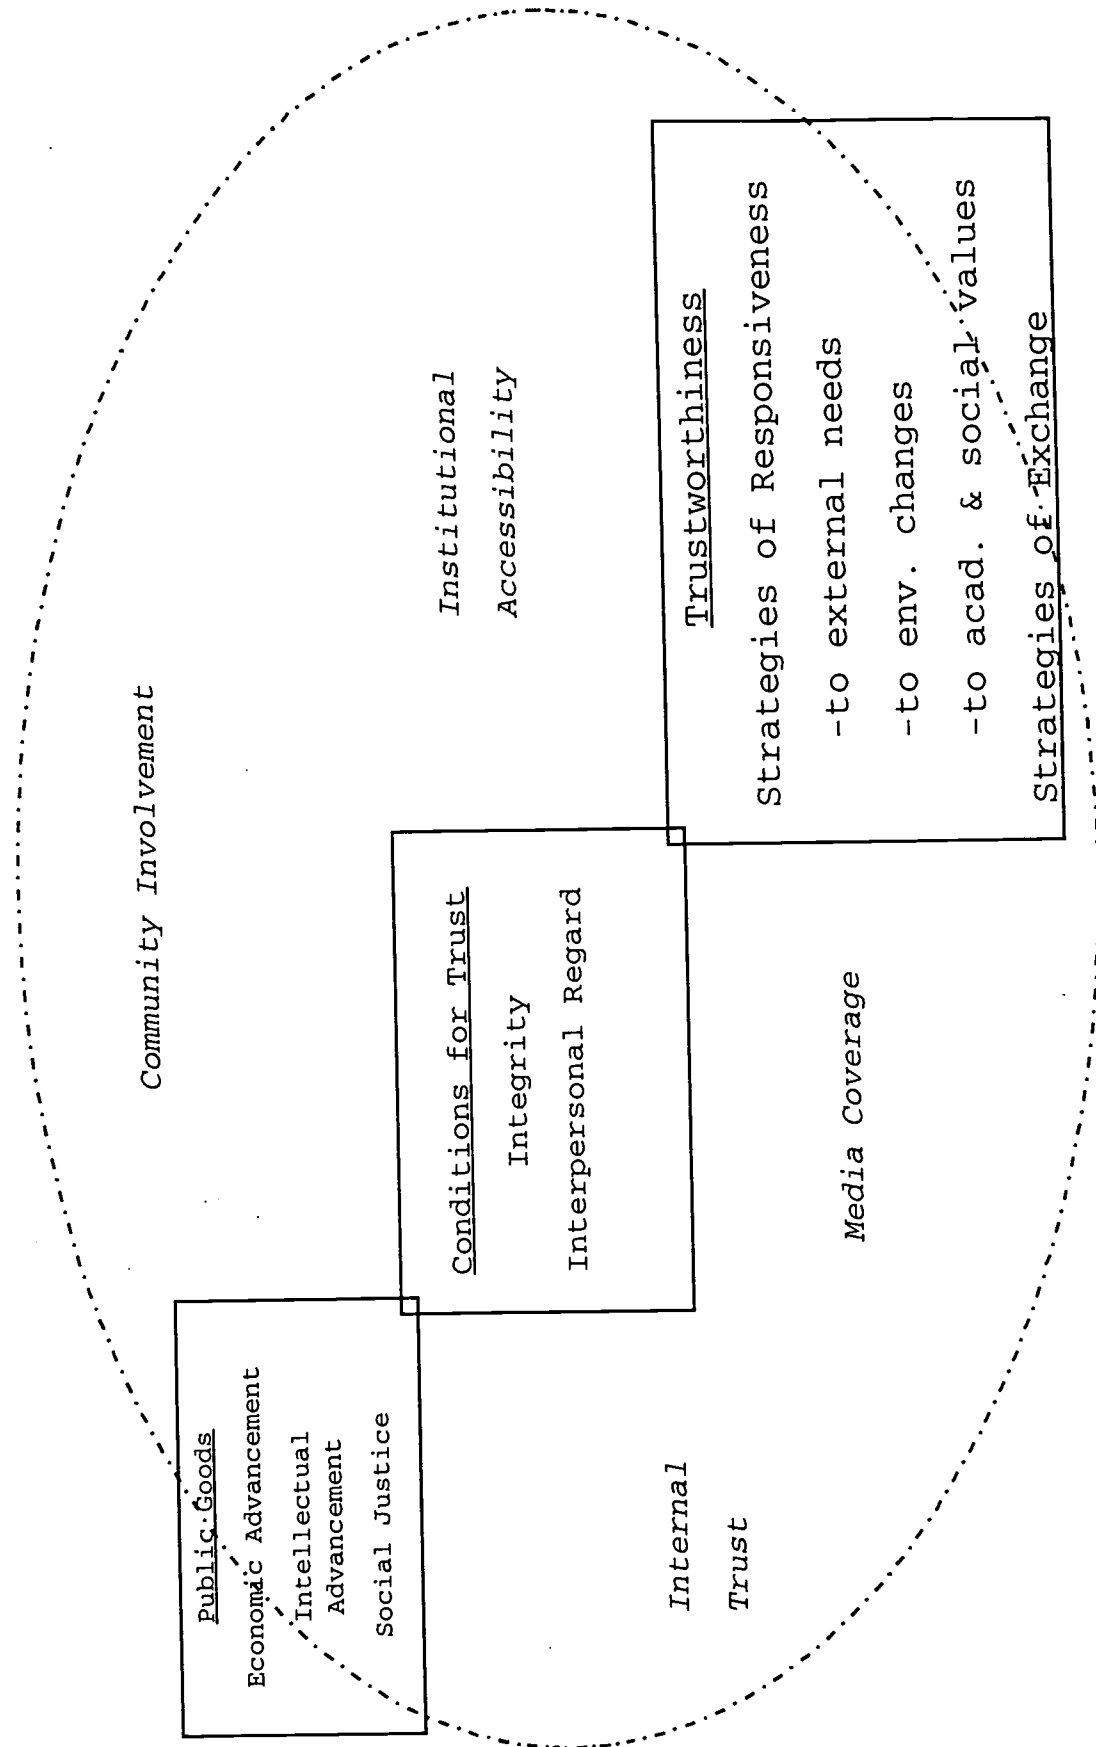 Public Goods
Economic Advancement
Intellectual
Advancement
Social Justice
Community Involvement
Conditions for Trust
Integrity
Interpersonal Regard
Institutional
Accessibility
Internal
Trust
Media Coverage
Trustworthiness
Strategies of Responsiveness
-to external needs
-to env. changes
-to acad. & social values
Strategies of Exchange